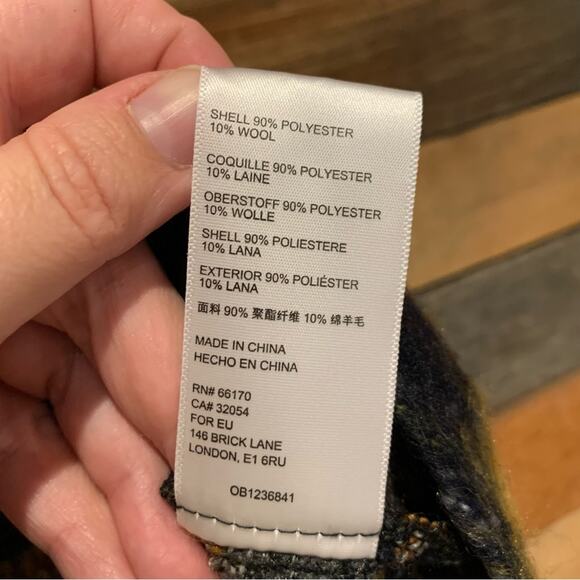 SHELL 90% POLYESTER
10% WOOL
COQUILLE 90% POLYESTER
10% LAINE
OBERSTOFF 90% POLYESTER
10% WOLLE
SHELL 90% POLIESTERE
10% LANA
EXTERIOR 90% POLIÉSTER
10% LANA
面料 90% 聚酯纤维 10% 绵羊毛
MADE IN CHINA
HECHO EN CHINA
RN# 66170
CA# 32054
FOR EU
146 BRICK LANE
LONDON, E1 6RU
OB1236841